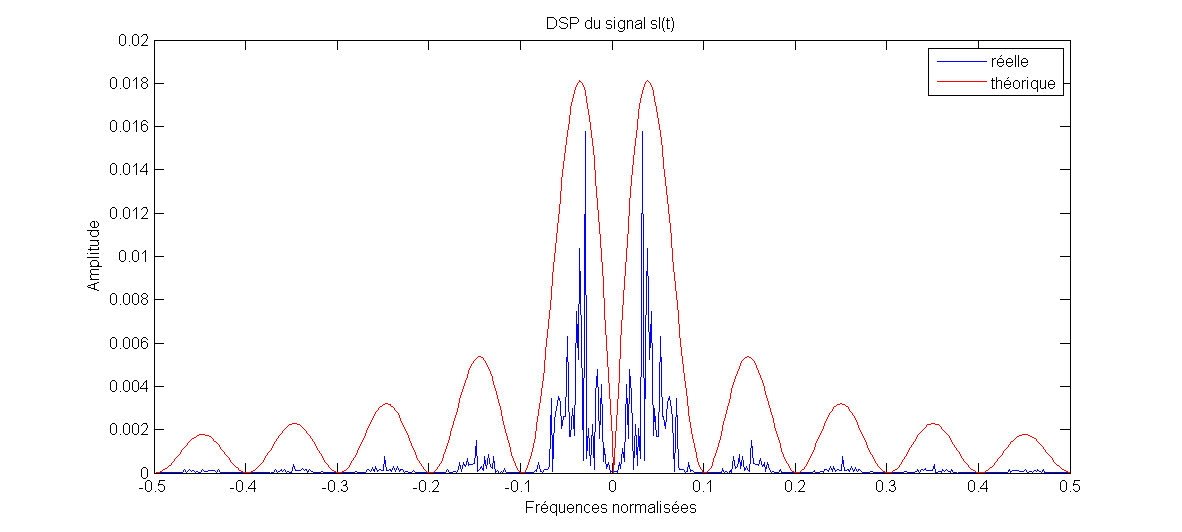 DSP du signal sl(t)
réelle
théorique
Amplitude
0.02
0.018
0.016
0.014
0.012
0.01
0.008
0.006
0.004
0.002
0
-0.5 -0.4 -0.3 -0.2 -0.1 0 0.1 0.2 0.3 0.4 0.5
Fréquences normalisées